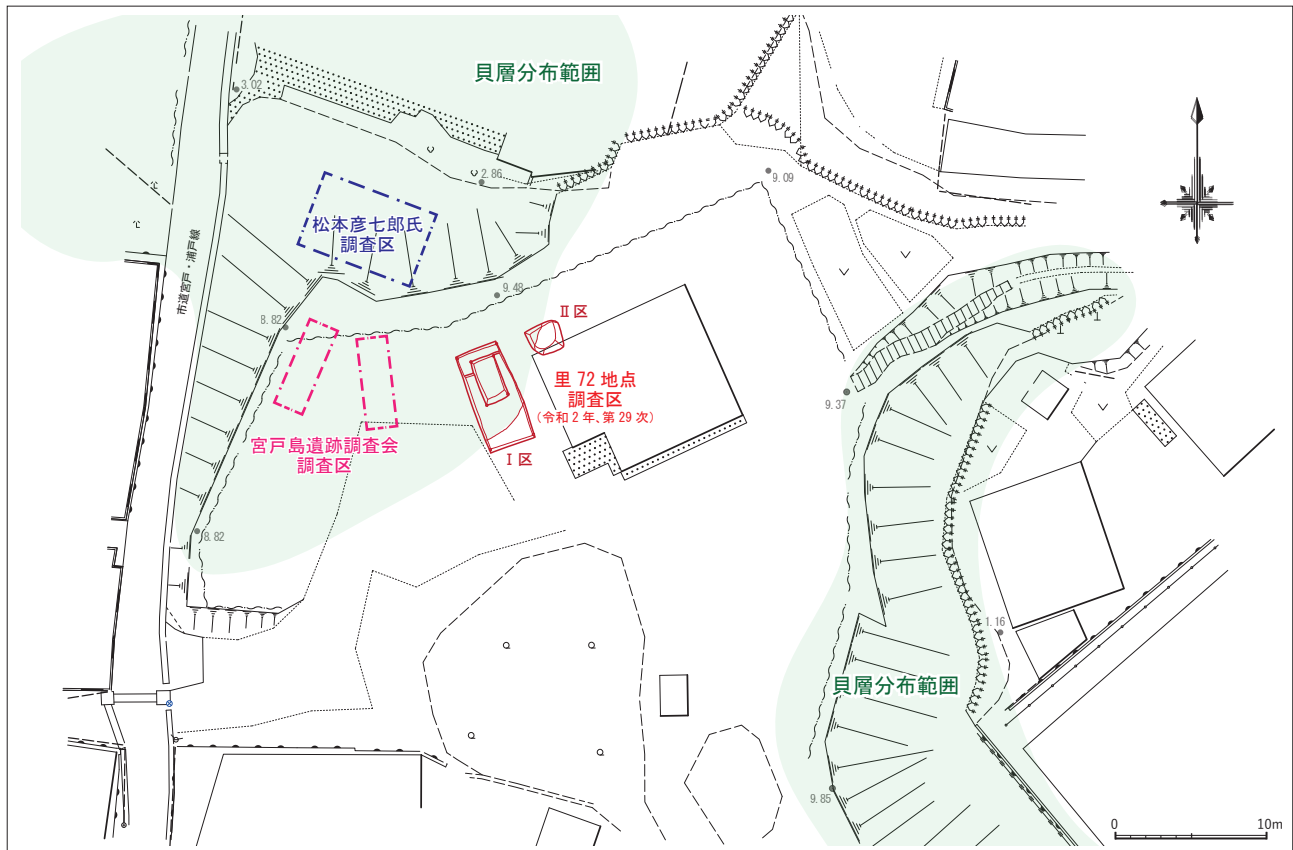 貝層分布範囲
3.02
2.86
9.09
松本彦七郎氏
調査区
市道宮戸・浦戸線
9.48
8.82
Ⅱ区
里72地点
調査区
(令和2年、第29次)
Ⅰ区
9.37
宮戸島遺跡調査会
調査区
8.82
1.16
貝層分布範囲
9.85
0
10m